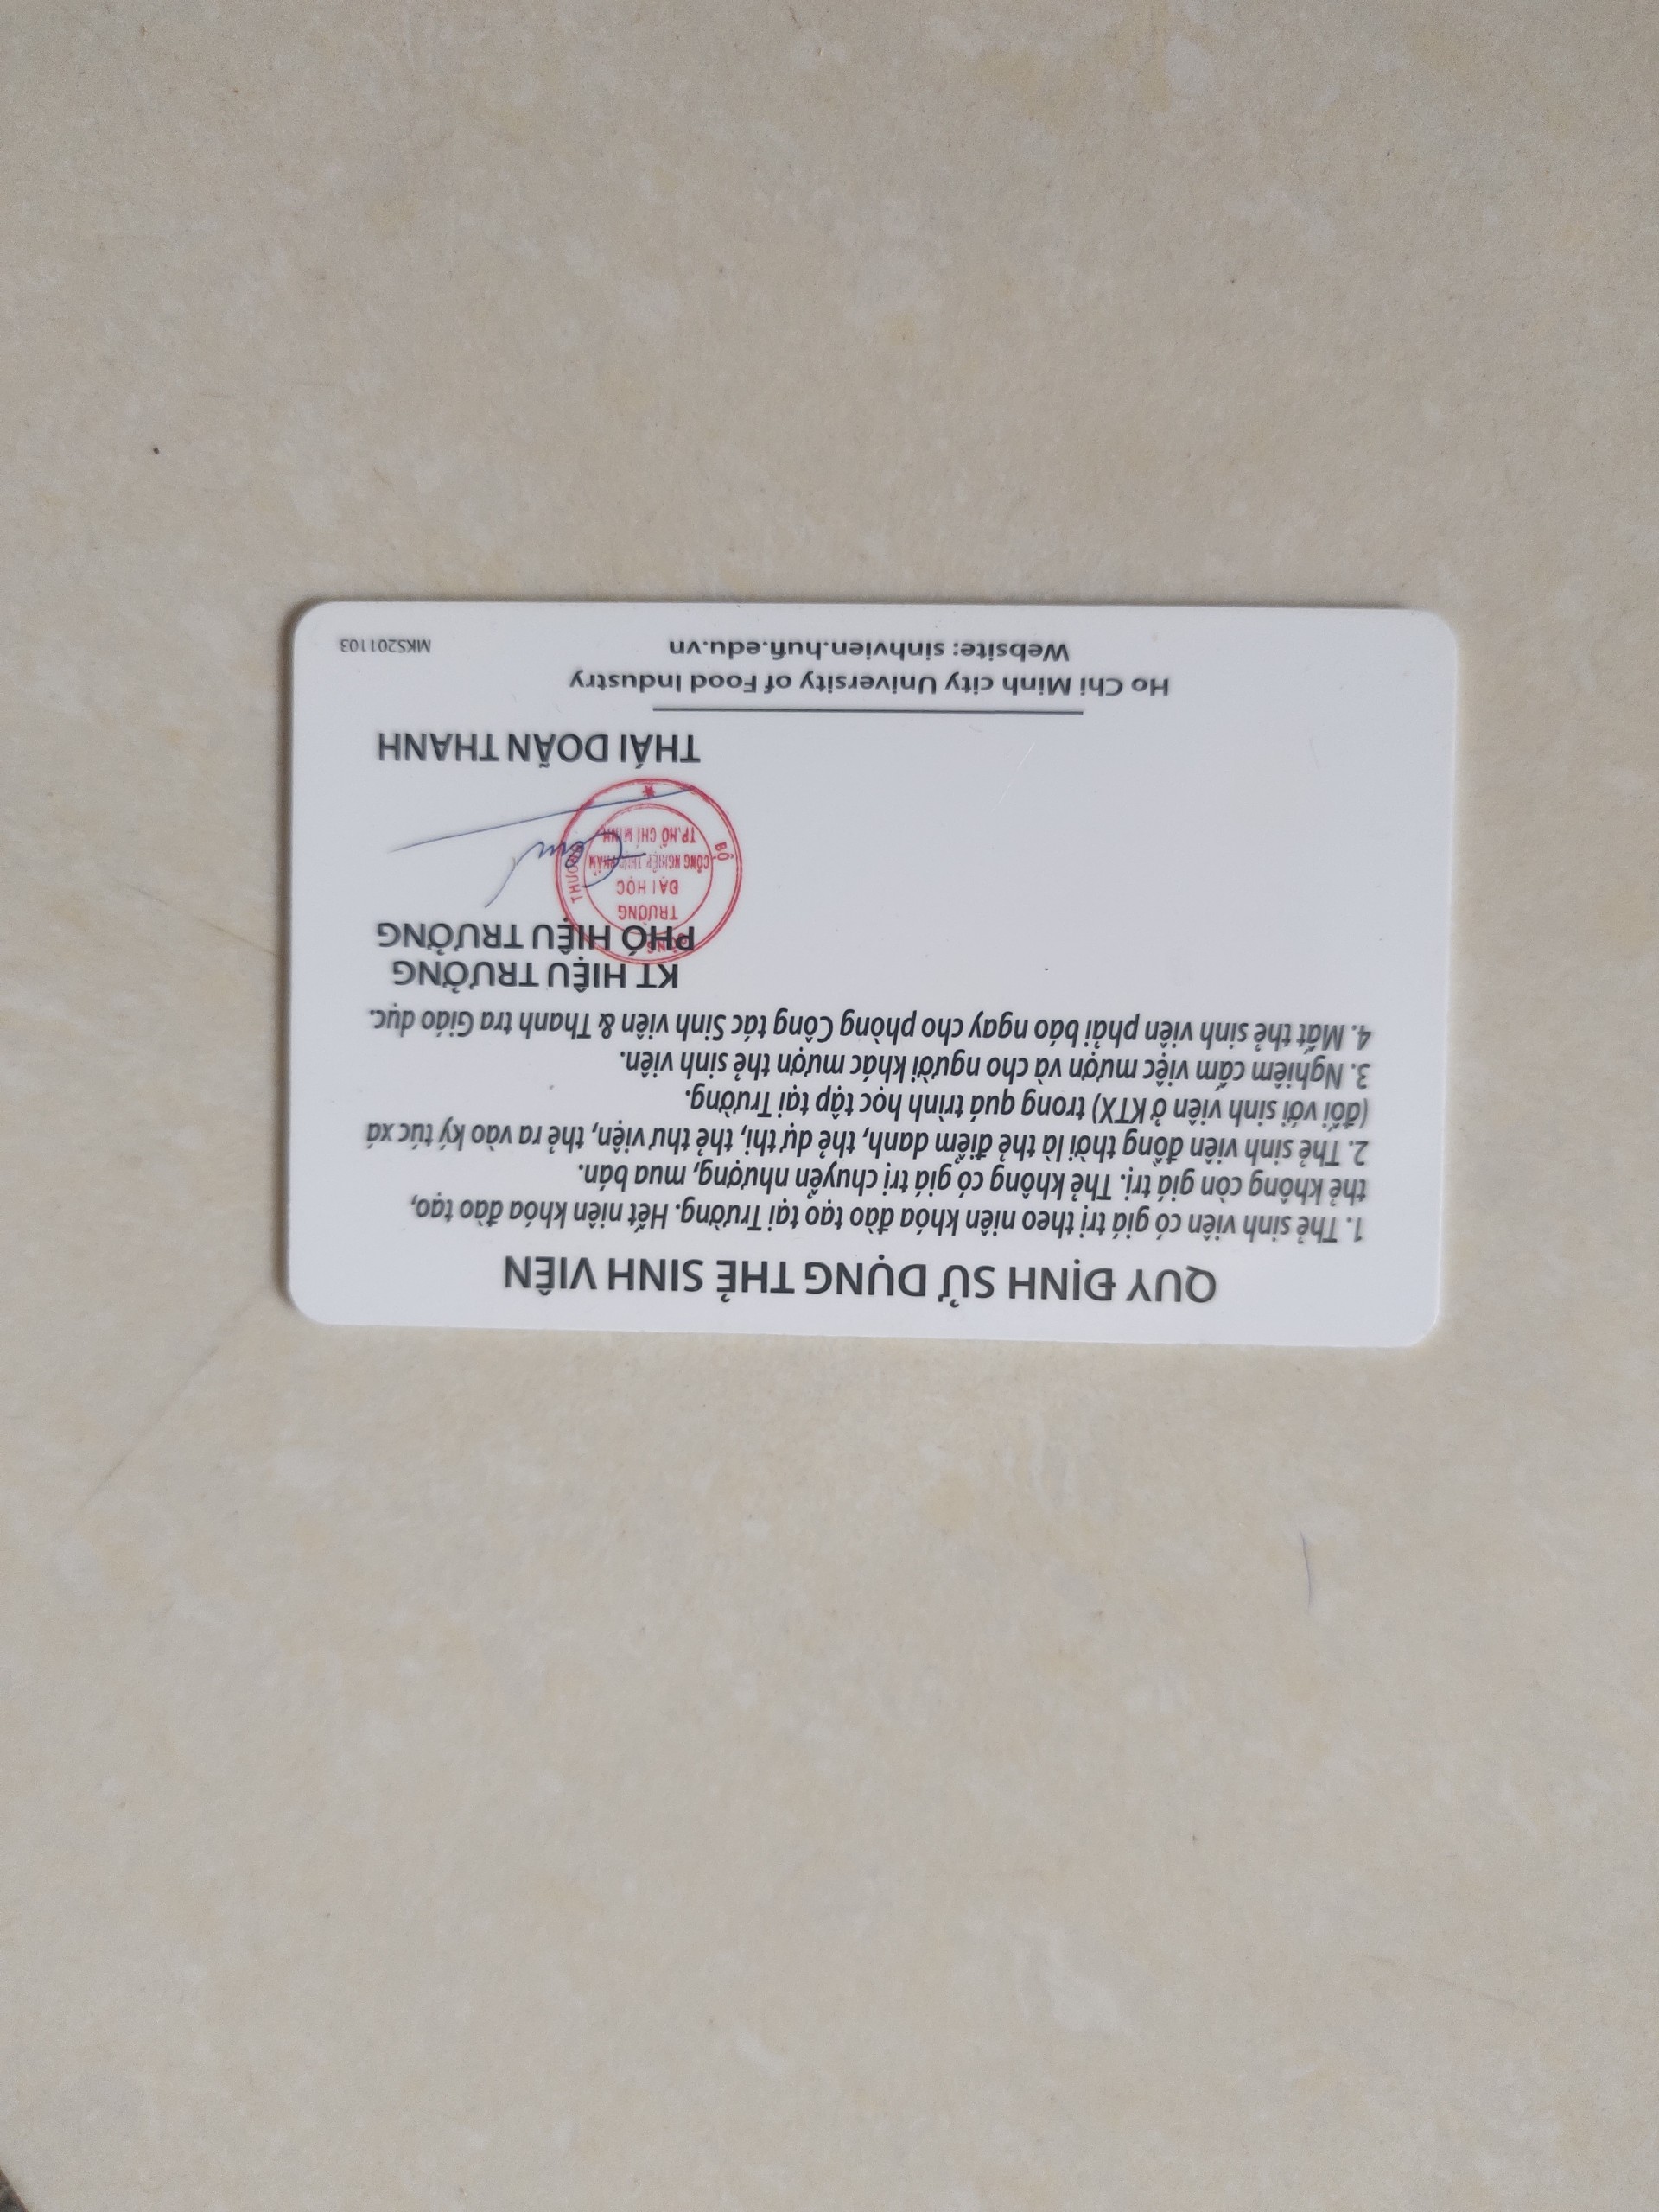 QUY ĐỊNH SỬ DỤNG THẺ SINH VIÊN
1. Thẻ sinh viên có giá trị theo niên khóa đào tạo tại Trường. Hết niên khóa đào tạo,
thẻ không còn giá trị. Thẻ không có giá trị chuyển nhượng, mua bán.
2. Thẻ sinh viên đồng thời là thẻ điểm danh, thẻ dự thi, thẻ thư viện, thẻ ra vào ký túc xá
(đối với sinh viên ở KTX) trong quá trình học tập tại Trường.
3. Nghiêm cấm việc mượn và cho người khác mượn thẻ sinh viên.
4. Mất thẻ sinh viên phải báo ngay cho phòng Công tác Sinh viên & Thanh tra Giáo dục.
KT HIỆU TRƯỞNG
PHÓ HIỆU TRƯỞNG
BỘ CÔNG THƯƠNG
TRƯỜNG
ĐẠI HỌC
CÔNG NGHIỆP THỰC PHẨM
TP.HỒ CHÍ MINH
THÁI DOÃN THANH
Ho Chi Minh city University of Food Industry
Website: sinhvien.hufi.edu.vn
MKS201103